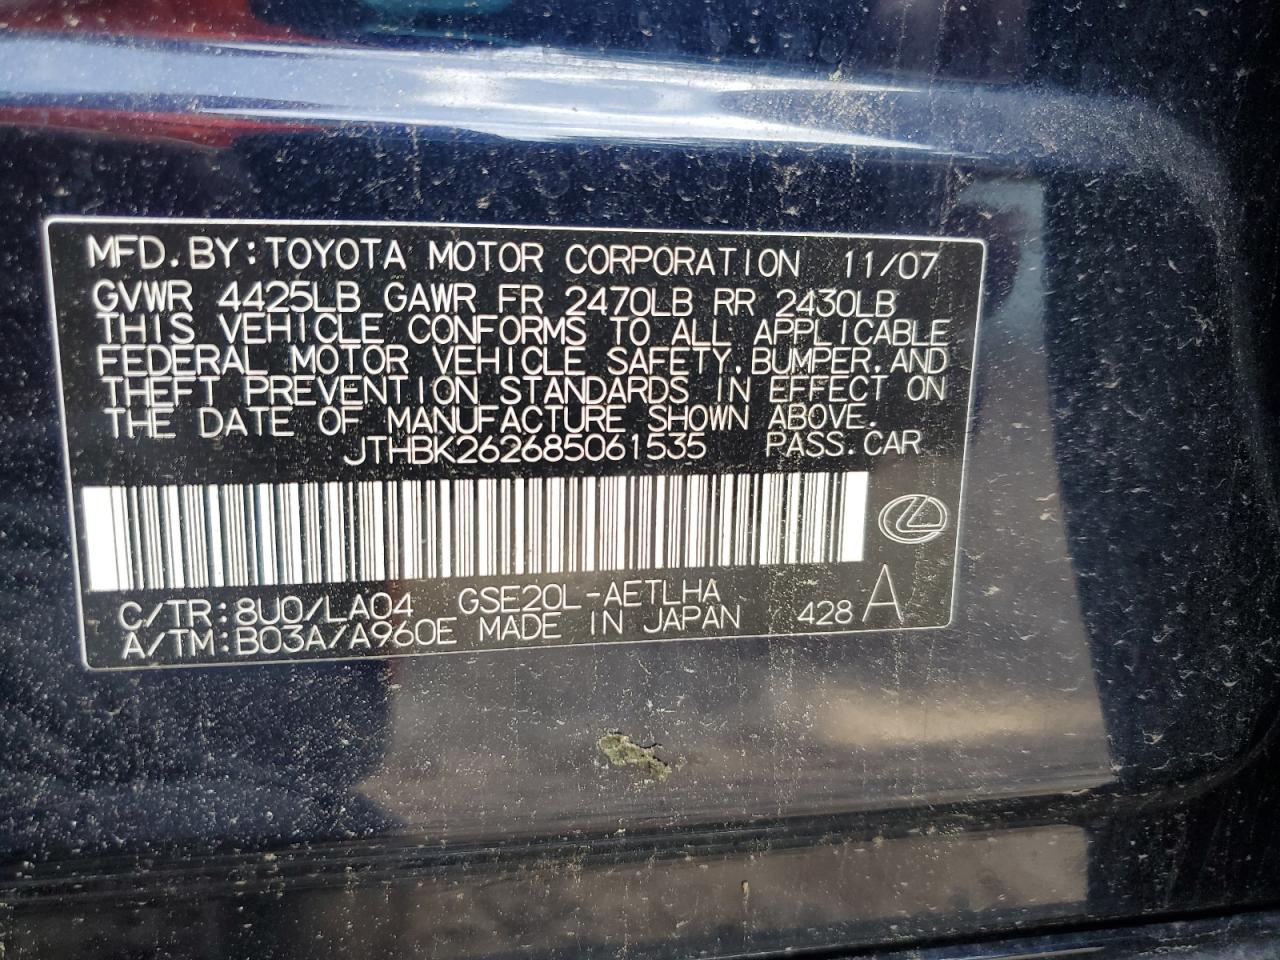 MFD. BY: TOYOTA MOTOR CORPORATION 11/07
GVWR 4425LB GAWR FR 2470LB RR 2430LB
THIS VEHICLE CONFORMS TO ALL APPLICABLE
FEDERAL MOTOR VEHICLE SAFETY, BUMPER, AND
THEFT PREVENTION STANDARDS IN EFFECT ON
THE DATE OF MANUFACTURE SHOWN ABOVE.
JTHBK262685061535 PASS. CAR
C/TR: 8U0/LA04 GSE20L-AETLHA
A/TM: B03A/A960E MADE IN JAPAN 428 A